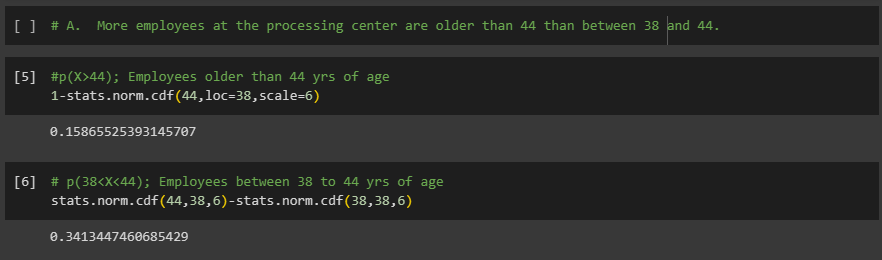 [ ] # A.  More employees at the processing center are older than 44 than between 38 and 44.
[5] #p(X>44); Employees older than 44 yrs of age
1-stats.norm.cdf(44,loc=38,scale=6)
0.15865525393145707
[6] # p(38<X<44); Employees between 38 to 44 yrs of age
stats.norm.cdf(44,38,6)-stats.norm.cdf(38,38,6)
0.3413447460685429